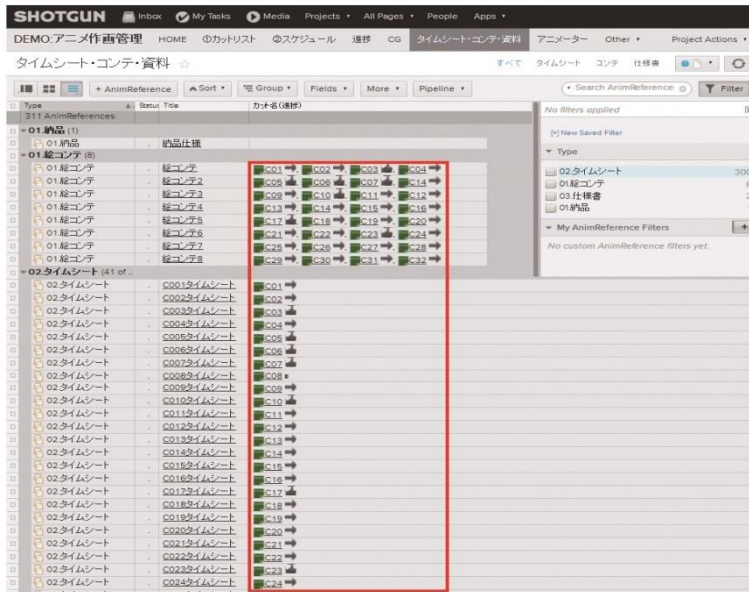 SHOTGUN Inbox My Tasks Media Projects All Pages People Apps
DEMO:アニメ作画管理 HOME ①カットリスト ②スケジュール 進捗 CG タイムシート・コンテ・資料 アニメーター Other Project Actions
タイムシート・コンテ・資料 すべて タイムシート コンテ 仕様書
+ AnimReference Sort Group Fields More Pipeline Search AnimReference Filter
Type Status Title カット名(進捗)
311 AnimReferences
No filters applied
[+] New Saved Filter
Type
02.タイムシート 300
01.絵コンテ
03.仕様書
01.納品
My AnimReference Filters +
No custom AnimReference filters yet.
01.納品 (1)
01.納品 納品仕様
01.絵コンテ (8)
01.絵コンテ 絵コンテ C01, C02, C03, C04
01.絵コンテ 絵コンテ2 C05, C06, C07, C14
01.絵コンテ 絵コンテ3 C09, C10, C11, C12
01.絵コンテ 絵コンテ4 C13, C14, C15, C16
01.絵コンテ 絵コンテ5 C17, C18, C19, C20
01.絵コンテ 絵コンテ6 C21, C22, C23, C24
01.絵コンテ 絵コンテ7 C25, C26, C27, C28
01.絵コンテ 絵コンテ8 C29, C30, C31, C32
02.タイムシート (41 of..
02.タイムシート C001タイムシート C01
02.タイムシート C002タイムシート C02
02.タイムシート C003タイムシート C03
02.タイムシート C004タイムシート C04
02.タイムシート C005タイムシート C05
02.タイムシート C006タイムシート C06
02.タイムシート C007タイムシート C07
02.タイムシート C008タイムシート C08
02.タイムシート C009タイムシート C09
02.タイムシート C010タイムシート C10
02.タイムシート C011タイムシート C11
02.タイムシート C012タイムシート C12
02.タイムシート C013タイムシート C13
02.タイムシート C014タイムシート C14
02.タイムシート C015タイムシート C15
02.タイムシート C016タイムシート C16
02.タイムシート C017タイムシート C17
02.タイムシート C018タイムシート C18
02.タイムシート C019タイムシート C19
02.タイムシート C020タイムシート C20
02.タイムシート C021タイムシート C21
02.タイムシート C022タイムシート C22
02.タイムシート C023タイムシート C23
02.タイムシート C024タイムシート C24